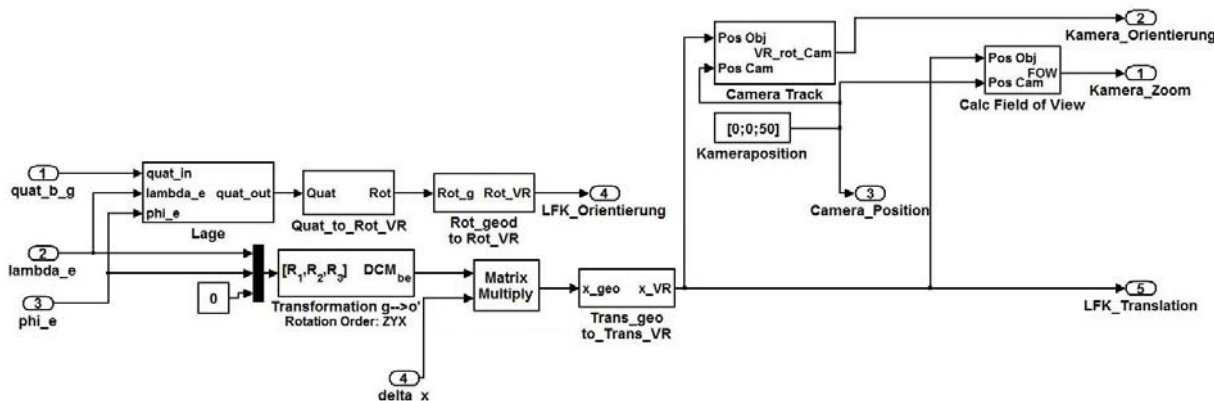 Pos Obj
VR_rot_Cam
Pos Cam
Camera Track
2
Kamera_Orientierung
Pos Obj
FOW
Pos Cam
Calc Field of View
1
Kamera_Zoom
[0;0;50]
Kameraposition
3
Camera_Position
1
quat_b_g
quat_in
lambda_e quat_out
phi_e
Lage
Quat Rot
Quat_to_Rot_VR
Rot_g Rot_VR
Rot_geod
to Rot_VR
4
LFK_Orientierung
2
lambda_e
3
phi_e
0
[R1,R2,R3] DCMbe
Transformation g-->o'
Rotation Order: ZYX
Matrix
Multiply
x_geo x_VR
Trans_geo
to_Trans_VR
5
LFK_Translation
4
delta_x